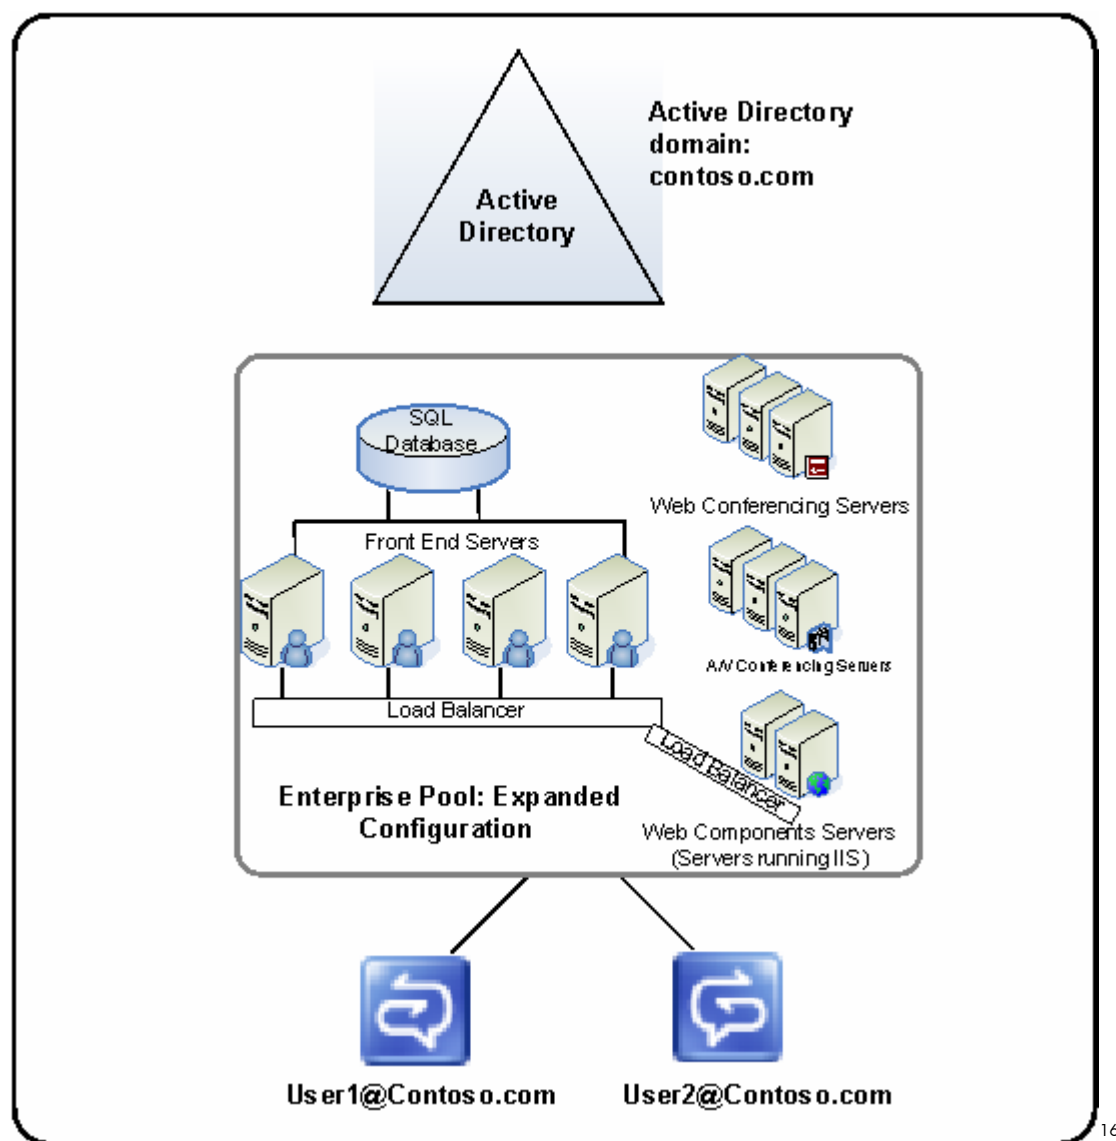 Active Directory
domain:
contoso.com
Active
Directory
SQL
Database
Web Conferencing Servers
Front End Servers
A/V Conferencing Servers
Load Balancer
Load Balancer
Enterprise Pool: Expanded
Configuration
Web Components Servers
(Servers running IIS)
User1@Contoso.com
User2@Contoso.com
16